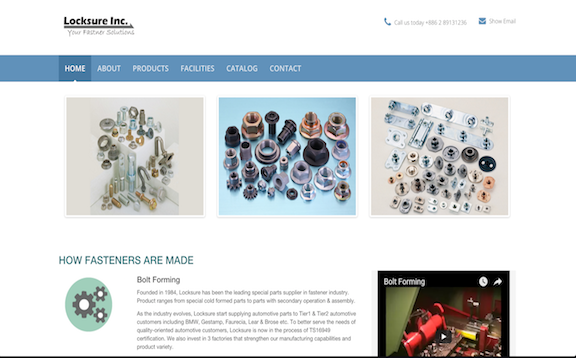 Locksure Inc.
Your Fastner Solutions
Call us today +886 2 89131236
Show Email
HOME ABOUT PRODUCTS FACILITIES CATALOG CONTACT
HOW FASTENERS ARE MADE
Bolt Forming
Founded in 1984, Locksure has been the leading special parts supplier in fastener industry.
Product ranges from special cold formed parts to parts with secondary operation & assembly.
As the industry evolves, Locksure start supplying automotive parts to Tier1 & Tier2 automotive
customers including BMW, Gestamp, Faurecia, Lear & Brose etc. To better serve the needs of
quality-oriented automotive customers, Locksure is now in the process of TS16949
certification. We also invest in 3 factories that strengthen our manufacturing capabilities and
product variety.
Bolt Forming